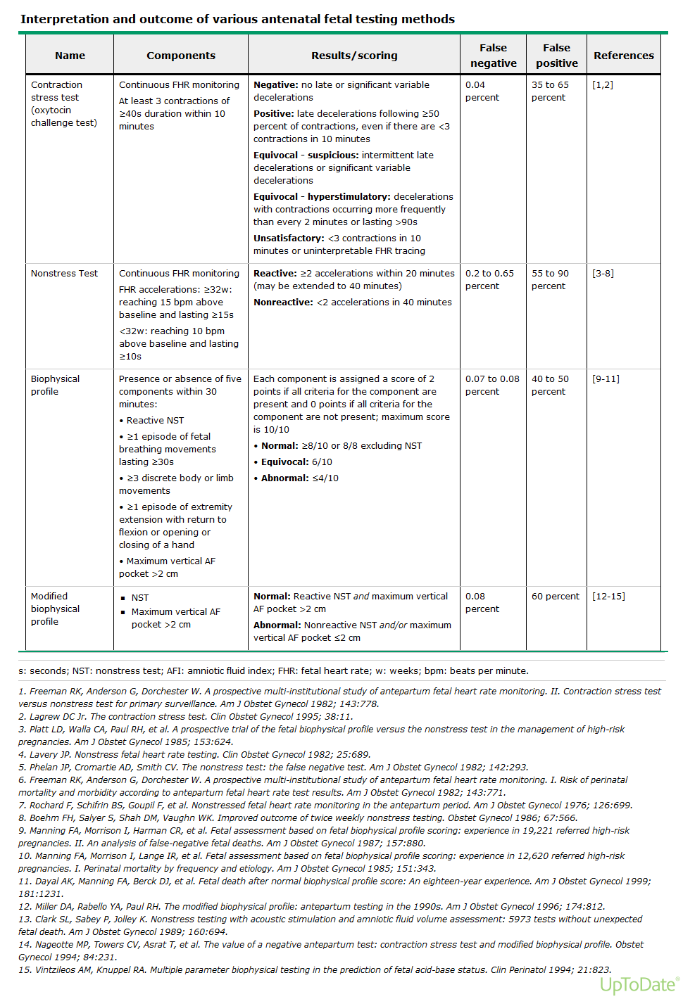 Interpretation and outcome of various antenatal fetal testing methods
Name
Components
Results/scoring
False
negative
False
positive
References
Contraction
stress test
(oxytocin
challenge test)
Continuous FHR monitoring
At least 3 contractions of
≥40s duration within 10
minutes
Negative: no late or significant variable
decelerations
Positive: late decelerations following ≥50
percent of contractions, even if there are <3
contractions in 10 minutes
Equivocal - suspicious: intermittent late
decelerations or significant variable
decelerations
Equivocal - hyperstimulatory: decelerations
with contractions occurring more frequently
than every 2 minutes or lasting >90s
Unsatisfactory: <3 contractions in 10
minutes or uninterpretable FHR tracing
0.04
percent
35 to 65
percent
[1,2]
Nonstress Test
Continuous FHR monitoring
FHR accelerations: ≥32w:
reaching 15 bpm above
baseline and lasting ≥15s
<32w: reaching 10 bpm
above baseline and lasting
≥10s
Reactive: ≥2 accelerations within 20 minutes
(may be extended to 40 minutes)
Nonreactive: <2 accelerations in 40 minutes
0.2 to 0.65
percent
55 to 90
percent
[3-8]
Biophysical
profile
Presence or absence of five
components within 30
minutes:
• Reactive NST
• ≥1 episode of fetal
breathing movements
lasting ≥30s
• ≥3 discrete body or limb
movements
• ≥1 episode of extremity
extension with return to
flexion or opening or
closing of a hand
• Maximum vertical AF
pocket >2 cm
Each component is assigned a score of 2
points if all criteria for the component are
present and 0 points if all criteria for the
component are not present; maximum score
is 10/10
• Normal: ≥8/10 or 8/8 excluding NST
• Equivocal: 6/10
• Abnormal: ≤4/10
0.07 to 0.08
percent
40 to 50
percent
[9-11]
Modified
biophysical
profile
▪ NST
▪ Maximum vertical AF
pocket >2 cm
Normal: Reactive NST and maximum vertical
AF pocket >2 cm
Abnormal: Nonreactive NST and/or maximum
vertical AF pocket ≤2 cm
0.08
percent
60 percent
[12-15]
s: seconds; NST: nonstress test; AFI: amniotic fluid index; FHR: fetal heart rate; w: weeks; bpm: beats per minute.
1. Freeman RK, Anderson G, Dorchester W. A prospective multi-institutional study of antepartum fetal heart rate monitoring. II. Contraction stress test
versus nonstress test for primary surveillance. Am J Obstet Gynecol 1982; 143:778.
2. Lagrew DC Jr. The contraction stress test. Clin Obstet Gynecol 1995; 38:11.
3. Platt LD, Walla CA, Paul RH, et al. A prospective trial of the fetal biophysical profile versus the nonstress test in the management of high-risk
pregnancies. Am J Obstet Gynecol 1985; 153:624.
4. Lavery JP. Nonstress fetal heart rate testing. Clin Obstet Gynecol 1982; 25:689.
5. Phelan JP, Cromartie AD, Smith CV. The nonstress test: the false negative test. Am J Obstet Gynecol 1982; 142:293.
6. Freeman RK, Anderson G, Dorchester W. A prospective multi-institutional study of antepartum fetal heart rate monitoring. I. Risk of perinatal
mortality and morbidity according to antepartum fetal heart rate test results. Am J Obstet Gynecol 1982; 143:771.
7. Rochard F, Schifrin BS, Goupil F, et al. Nonstressed fetal heart rate monitoring in the antepartum period. Am J Obstet Gynecol 1976; 126:699.
8. Boehm FH, Salyer S, Shah DM, Vaughn WK. Improved outcome of twice weekly nonstress testing. Obstet Gynecol 1986; 67:566.
9. Manning FA, Morrison I, Harman CR, et al. Fetal assessment based on fetal biophysical profile scoring: experience in 19,221 referred high-risk
pregnancies. II. An analysis of false-negative fetal deaths. Am J Obstet Gynecol 1987; 157:880.
10. Manning FA, Morrison I, Lange IR, et al. Fetal assessment based on fetal biophysical profile scoring: experience in 12,620 referred high-risk
pregnancies. I. Perinatal mortality by frequency and etiology. Am J Obstet Gynecol 1985; 151:343.
11. Dayal AK, Manning FA, Berck DJ, et al. Fetal death after normal biophysical profile score: An eighteen-year experience. Am J Obstet Gynecol 1999;
181:1231.
12. Miller DA, Rabello YA, Paul RH. The modified biophysical profile: antepartum testing in the 1990s. Am J Obstet Gynecol 1996; 174:812.
13. Clark SL, Sabey P, Jolley K. Nonstress testing with acoustic stimulation and amniotic fluid volume assessment: 5973 tests without unexpected
fetal death. Am J Obstet Gynecol 1989; 160:694.
14. Nageotte MP, Towers CV, Asrat T, et al. The value of a negative antepartum test: contraction stress test and modified biophysical profile. Obstet
Gynecol 1994; 84:231.
15. Vintzileos AM, Knuppel RA. Multiple parameter biophysical testing in the prediction of fetal acid-base status. Clin Perinatol 1994; 21:823.
UpToDate®